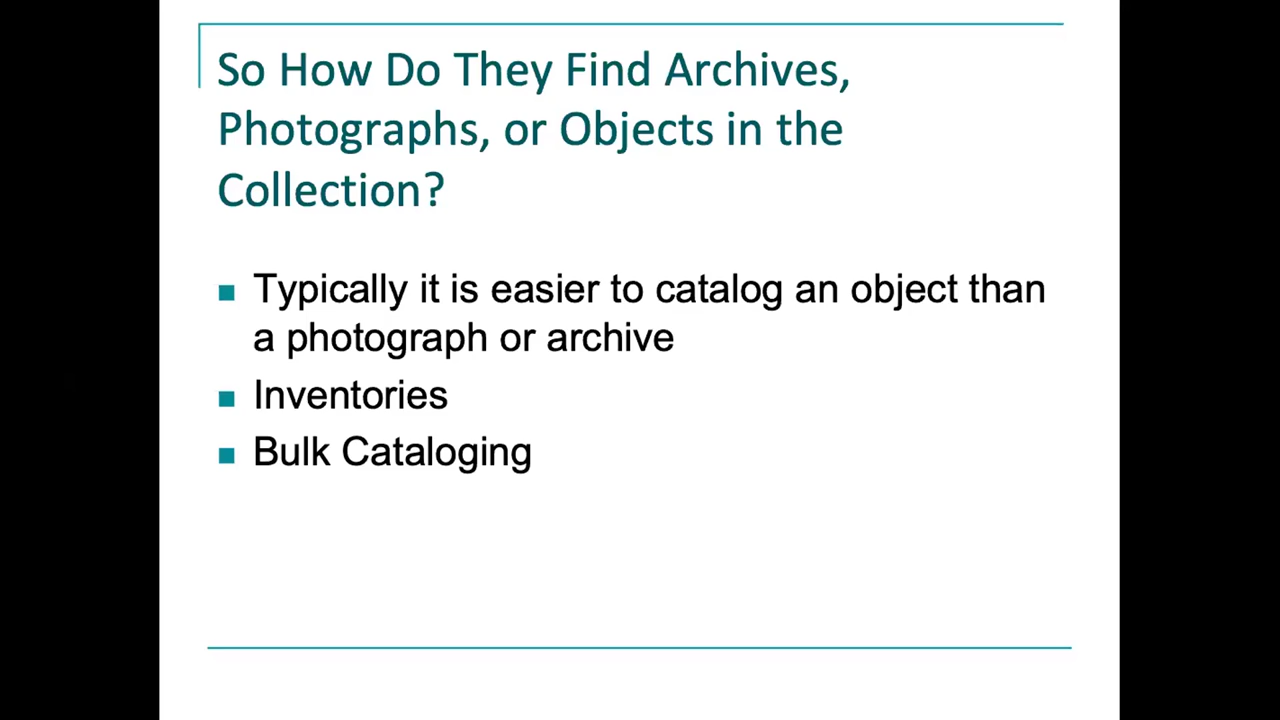 So How Do They Find Archives,
Photographs, or Objects in the
Collection?
Typically it is easier to catalog an object than
a photograph or archive
Inventories
Bulk Cataloging